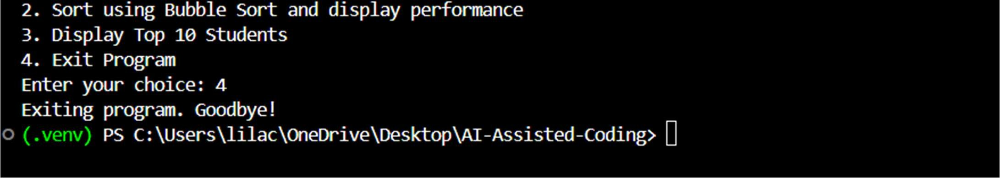 2. Sort using Bubble Sort and display performance
3. Display Top 10 Students
4. Exit Program
Enter your choice: 4
Exiting program. Goodbye!
(.venv) PS C:\Users\lilac\OneDrive\Desktop\AI-Assisted-Coding>